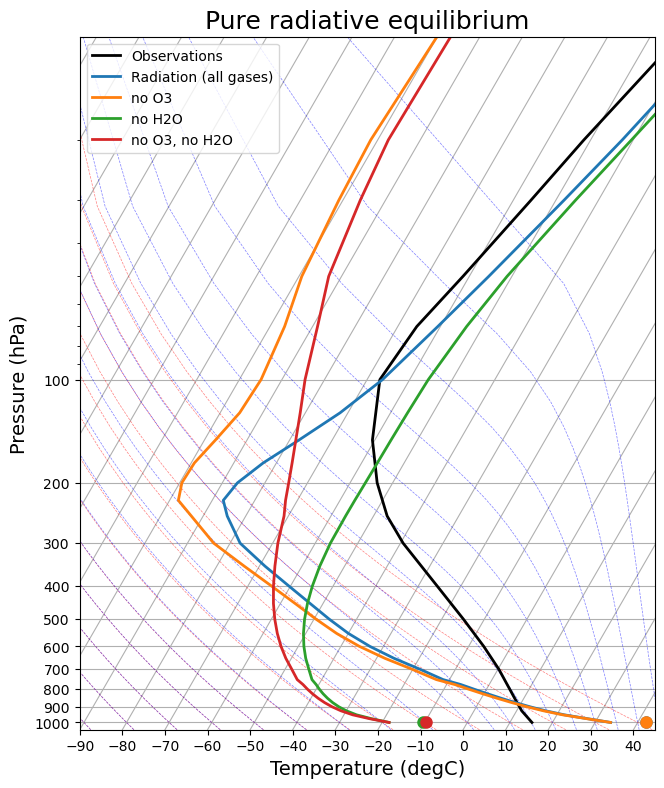 Pure radiative equilibrium
Observations
Radiation (all gases)
no O3
no H2O
no O3, no H2O
Pressure (hPa)
100
200
300
400
500
600
700
800
900
1000
−90 −80 −70 −60 −50 −40 −30 −20 −10 0 10 20 30 40
Temperature (degC)